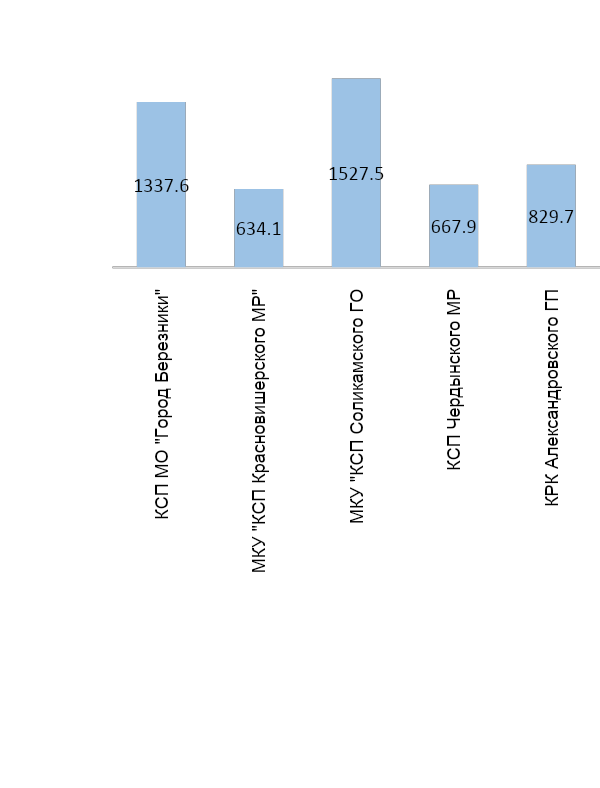 1337.6
634.1
1527.5
667.9
829.7
КСП МО "Город Березники"
МКУ "КСП Красновишерского МР"
МКУ "КСП Соликамского ГО
КСП Чердынского МР
КРК Александровского ГП